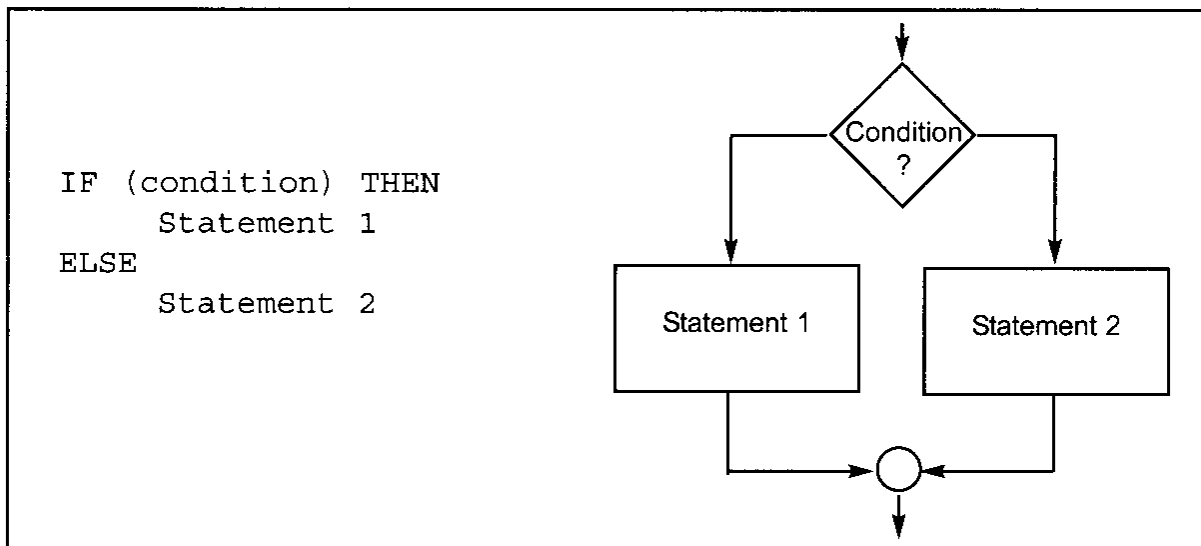 IF (condition) THEN
Statement 1
ELSE
Statement 2
Condition
?
Statement 1
Statement 2